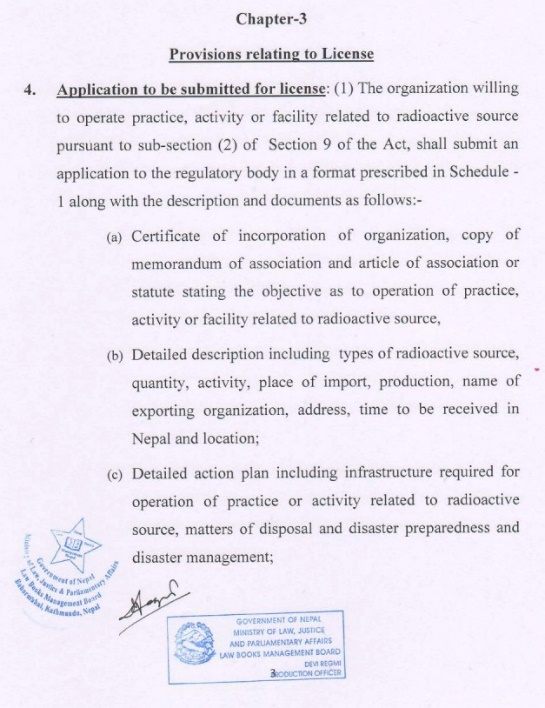 Chapter-3
Provisions relating to License
4. Application to be submitted for license: (1) The organization willing
to operate practice, activity or facility related to radioactive source
pursuant to sub-section (2) of Section 9 of the Act, shall submit an
application to the regulatory body in a format prescribed in Schedule -
1 along with the description and documents as follows:-
(a) Certificate of incorporation of organization, copy of
memorandum of association and article of association or
statute stating the objective as to operation of practice,
activity or facility related to radioactive source,
(b) Detailed description including types of radioactive source,
quantity, activity, place of import, production, name of
exporting organization, address, time to be received in
Nepal and location;
(c) Detailed action plan including infrastructure required for
operation of practice or activity related to radioactive
source, matters of disposal and disaster preparedness and
disaster management;
Government of Nepal
Ministry of Law, Justice & Parliamentary Affairs
Law Books Management Board
Babarmahal, Kathmandu, Nepal
GOVERNMENT OF NEPAL
MINISTRY OF LAW, JUSTICE
AND PARLIAMENTARY AFFAIRS
LAW BOOKS MANAGEMENT BOARD
DEVI REGMI
PRODUCTION OFFICER
3